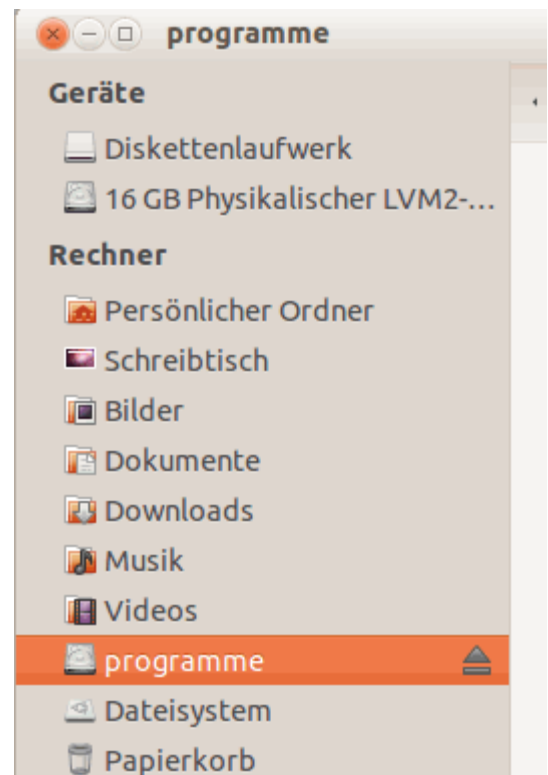 programme
Geräte
Diskettenlaufwerk
16 GB Physikalischer LVM2-...
Rechner
Persönlicher Ordner
Schreibtisch
Bilder
Dokumente
Downloads
Musik
Videos
programme
Dateisystem
Papierkorb